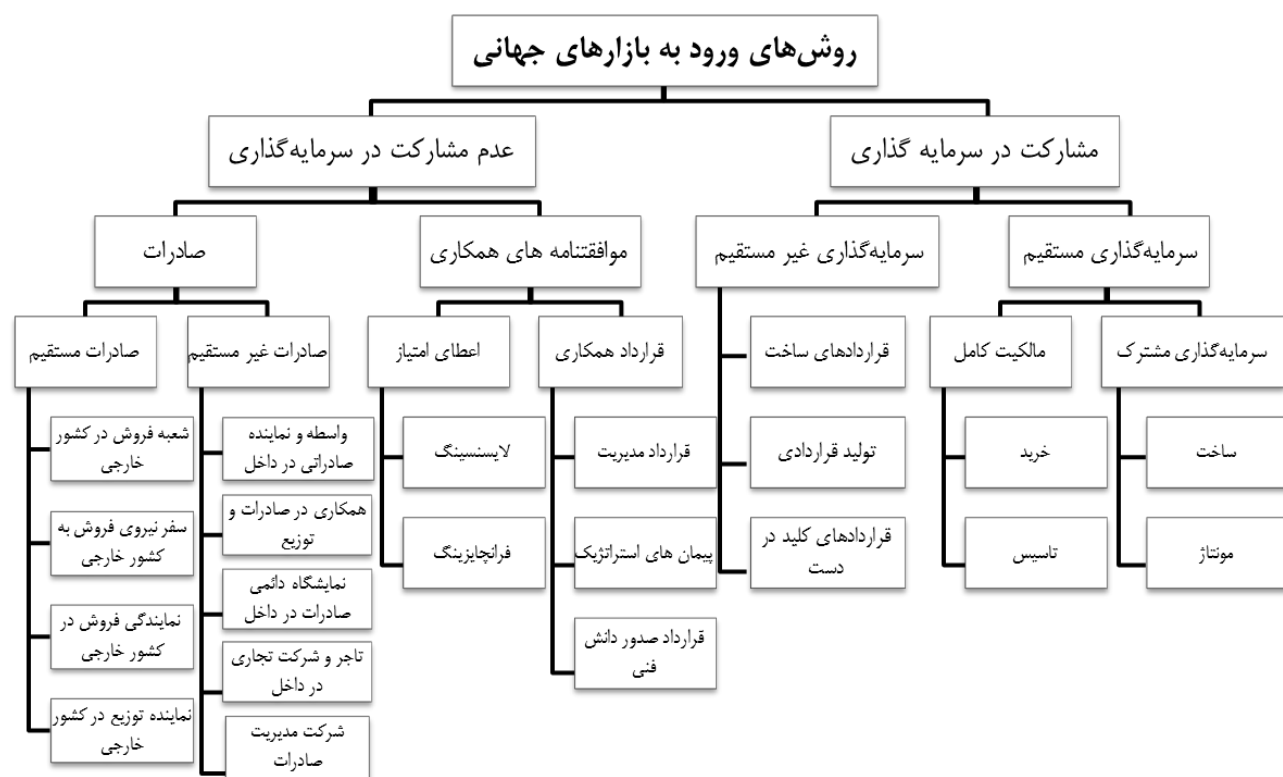 روش‌های ورود به بازارهای جهانی
مشارکت در سرمایه گذاری
عدم مشارکت در سرمایه‌گذاری
سرمایه‌گذاری مستقیم
سرمایه‌گذاری غیر مستقیم
موافقتنامه های همکاری
صادرات
سرمایه‌گذاری مشترک
ساخت
مونتاژ
مالکیت کامل
خرید
تاسیس
قراردادهای ساخت
تولید قراردادی
قراردادهای کلید در
دست
قرارداد همکاری
قرارداد مدیریت
پیمان های استراتژیک
قرارداد صدور دانش
فنی
اعطای امتیاز
لایسنسینگ
فرانچایزینگ
صادرات غیر مستقیم
واسطه و نماینده
صادراتی در داخل
همکاری در صادرات و
توزیع
نمایشگاه دائمی
صادرات در داخل
تاجر و شرکت تجاری
در داخل
شرکت مدیریت
صادرات
صادرات مستقیم
شعبه فروش در کشور
خارجی
سفر نیروی فروش به
کشور خارجی
نمایندگی فروش در
کشور خارجی
نماینده توزیع در کشور
خارجی